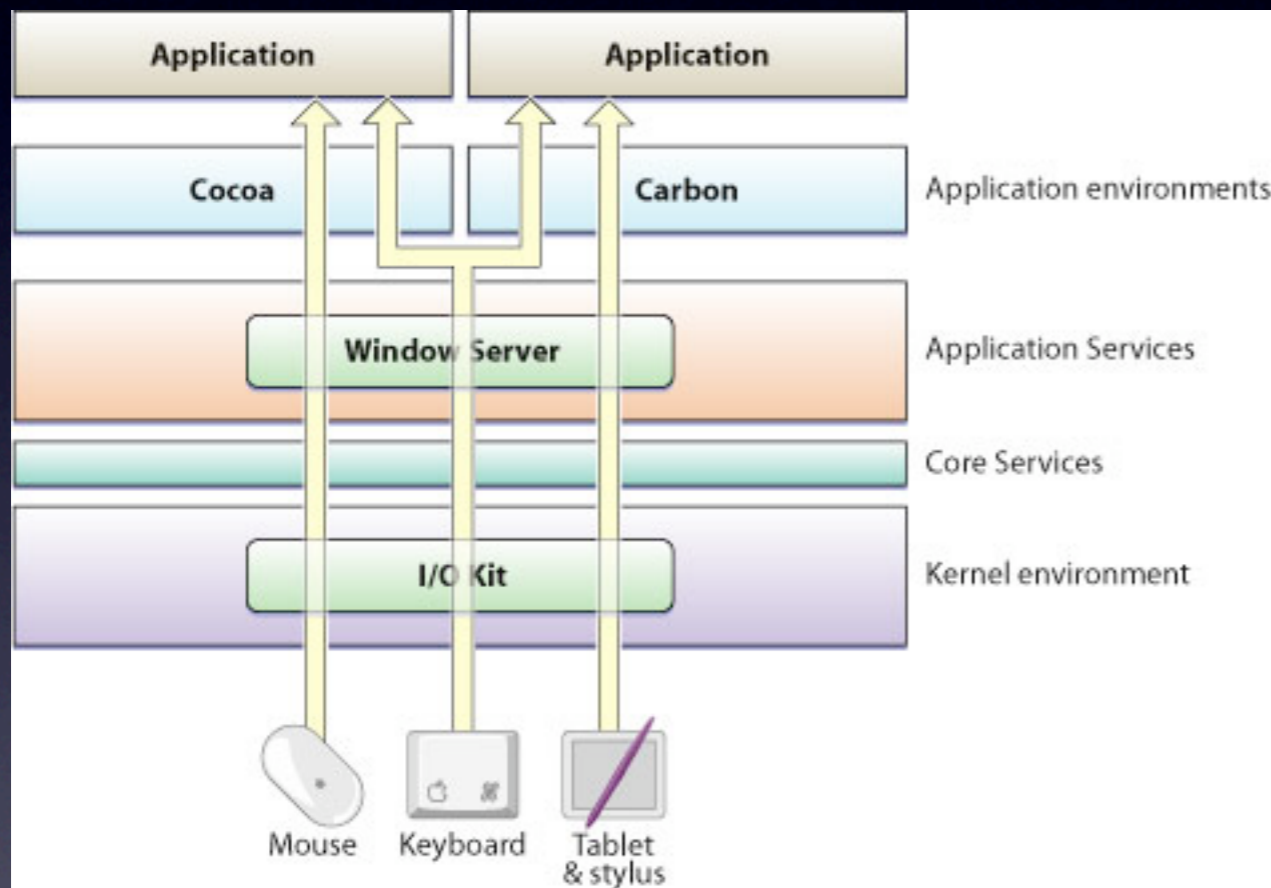 Application Application
Cocoa Carbon Application environments
Window Server Application Services
Core Services
I/O Kit Kernel environment
Mouse Keyboard Tablet
& stylus